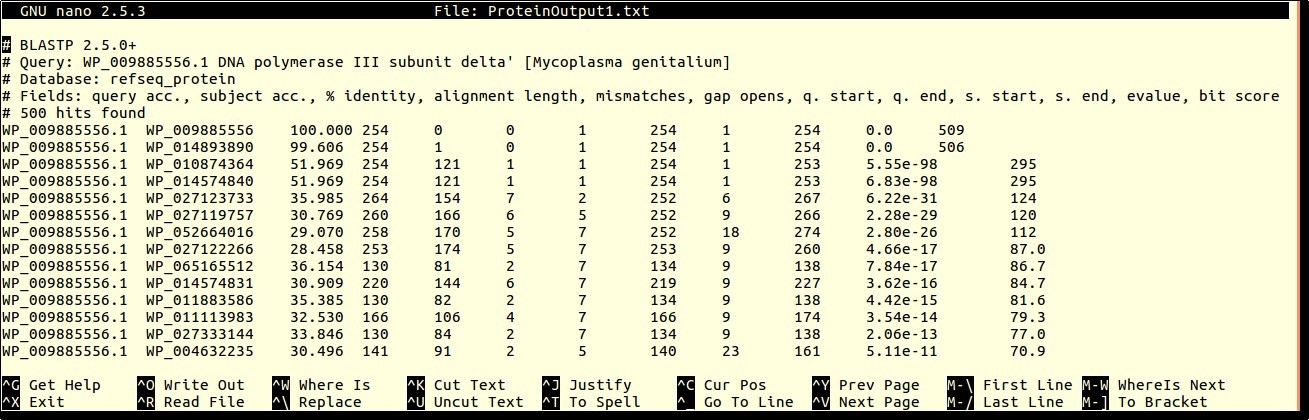 GNU nano 2.5.3 File: ProteinOutput1.txt
# BLASTP 2.5.0+
# Query: WP_009885556.1 DNA polymerase III subunit delta' [Mycoplasma genitalium]
# Database: refseq_protein
# Fields: query acc., subject acc., % identity, alignment length, mismatches, gap opens, q. start, q. end, s. start, s. end, evalue, bit score
# 500 hits found
WP_009885556.1 WP_009885556 100.000 254 0 0 1 254 1 254 0.0 509
WP_009885556.1 WP_014893890 99.606 254 1 0 1 254 1 254 0.0 506
WP_009885556.1 WP_010874364 51.969 254 121 1 1 254 1 253 5.55e-98 295
WP_009885556.1 WP_014574840 51.969 254 121 1 1 254 1 253 6.83e-98 295
WP_009885556.1 WP_027123733 35.985 264 154 7 2 252 6 267 6.22e-31 124
WP_009885556.1 WP_027119757 30.769 260 166 6 5 252 9 266 2.28e-29 120
WP_009885556.1 WP_052664016 29.070 258 170 5 7 252 18 274 2.80e-26 112
WP_009885556.1 WP_027122266 28.458 253 174 5 7 253 9 260 4.66e-17 87.0
WP_009885556.1 WP_065165512 36.154 130 81 2 7 134 9 138 7.84e-17 86.7
WP_009885556.1 WP_014574831 30.909 220 144 6 7 219 9 227 3.62e-16 84.7
WP_009885556.1 WP_011883586 35.385 130 82 2 7 134 9 138 4.42e-15 81.6
WP_009885556.1 WP_011113983 32.530 166 106 4 7 166 9 174 3.54e-14 79.3
WP_009885556.1 WP_027333144 33.846 130 84 2 7 134 9 138 2.06e-13 77.0
WP_009885556.1 WP_004632235 30.496 141 91 2 5 140 23 161 5.11e-11 70.9
^G Get Help ^O Write Out ^W Where Is ^K Cut Text ^J Justify ^C Cur Pos ^Y Prev Page M-\ First Line M-W WhereIs Next
^X Exit ^R Read File ^\ Replace ^U Uncut Text ^T To Spell ^_ Go To Line ^V Next Page M-/ Last Line M-] To Bracket